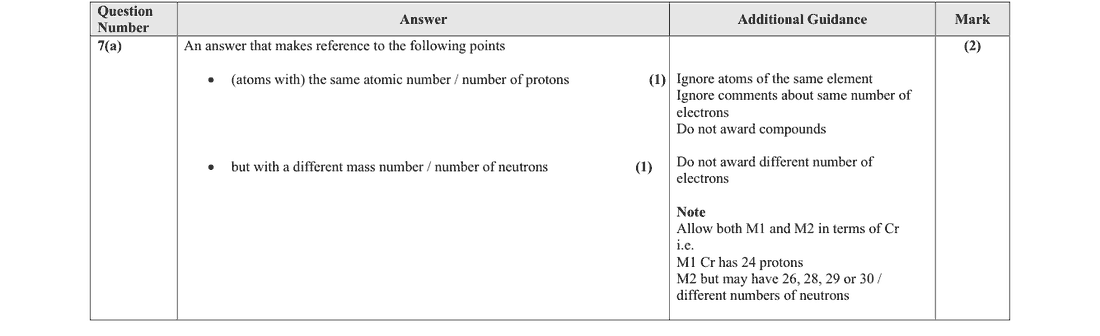 Question Number
Answer
Additional Guidance
Mark
7(a)
An answer that makes reference to the following points
(2)
• (atoms with) the same atomic number / number of protons (1)
Ignore atoms of the same element
Ignore comments about same number of
electrons
Do not award compounds
• but with a different mass number / number of neutrons (1)
Do not award different number of
electrons
Note
Allow both M1 and M2 in terms of Cr
i.e.
M1 Cr has 24 protons
M2 but may have 26, 28, 29 or 30 /
different numbers of neutrons